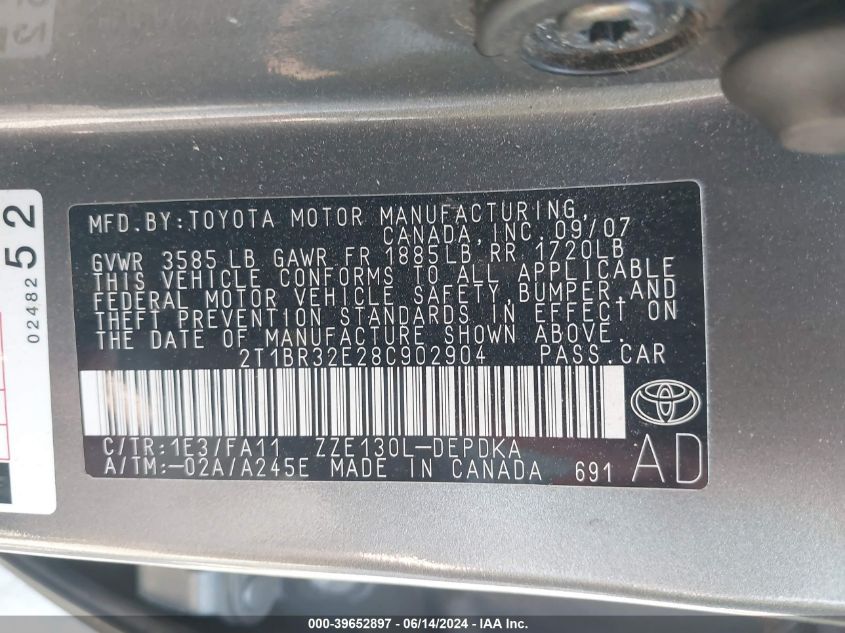 MFD.BY:TOYOTA MOTOR MANUFACTURING,
CANADA,INC. 09/07
GVWR 3585 LB GAWR FR 1885LB RR 1720LB
THIS VEHICLE CONFORMS TO ALL APPLICABLE
FEDERAL MOTOR VEHICLE SAFETY,BUMPER,AND
THEFT PREVENTION STANDARDS IN EFFECT ON
THE DATE OF MANUFACTURE SHOWN ABOVE.
2T1BR32E28C902904 PASS.CAR
C/TR:1E3/FA11 ZZE130L-DEPDKA
A/TM:-02A/A245E MADE IN CANADA 691
AD
52
024825
000-39652897 - 06/14/2024 - IAAI.com